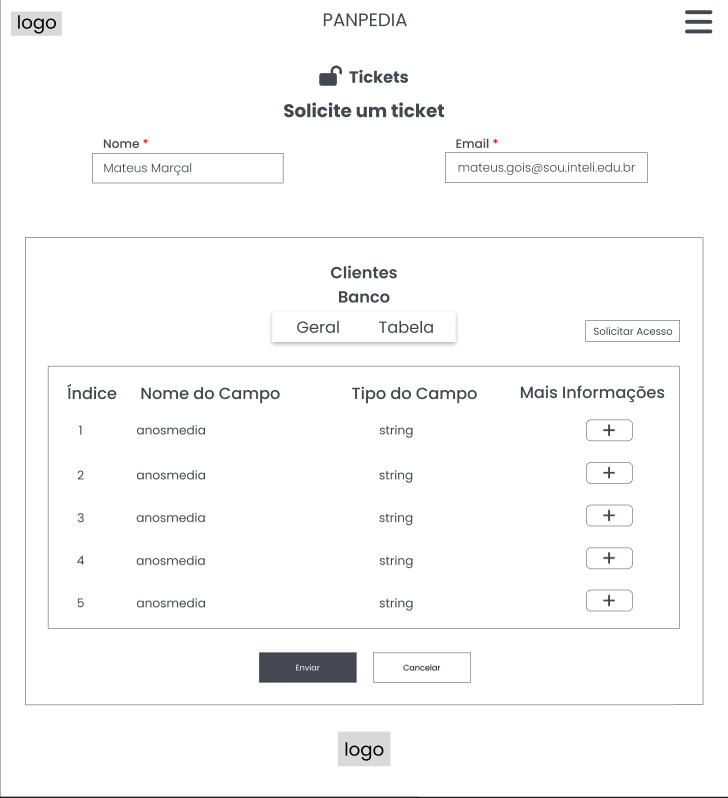 logo
PANPEDIA
Tickets
Solicite um ticket
Nome *
Email *
Mateus Marçal
mateus.gois@sou.inteli.edu.br
Clientes
Banco
Geral Tabela
Solicitar Acesso
Índice Nome do Campo Tipo do Campo Mais Informações
1 anosmedia string +
2 anosmedia string +
3 anosmedia string +
4 anosmedia string +
5 anosmedia string +
Enviar Cancelar
logo